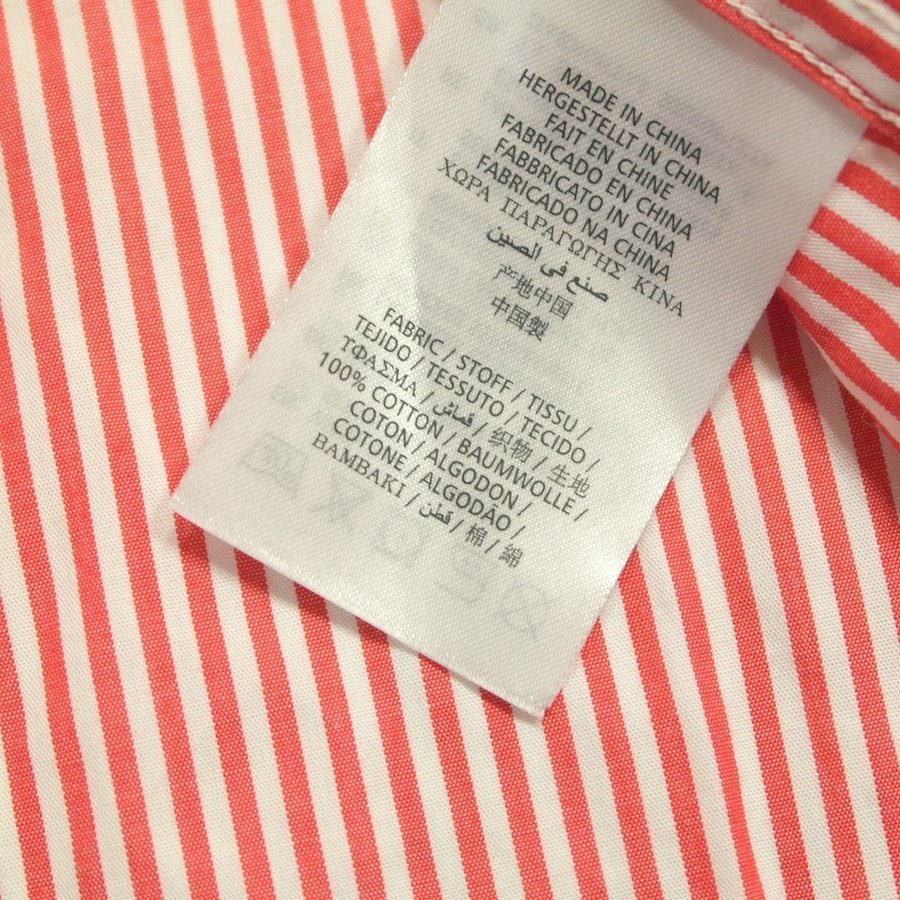 MADE IN CHINA
HERGESTELLT IN CHINA
FAIT EN CHINE
FABRICADO EN CHINA
FABBRICATO IN CINA
FABRICADO NA CHINA
ΧΩΡΑ ΠΑΡΑΓΩΓΗΣ ΚΙΝΑ
صنع في الصين
产地中国
中国製
FABRIC / STOFF / TISSU /
TEJIDO / TESSUTO / TECIDO /
ΥΦΑΣΜΑ / قماش / 织物 / 生地
100% COTTON / BAUMWOLLE /
COTON / ALGODON /
COTONE / ALGODÃO /
ΒΑΜΒΑΚΙ / قطن / 棉 / 綿